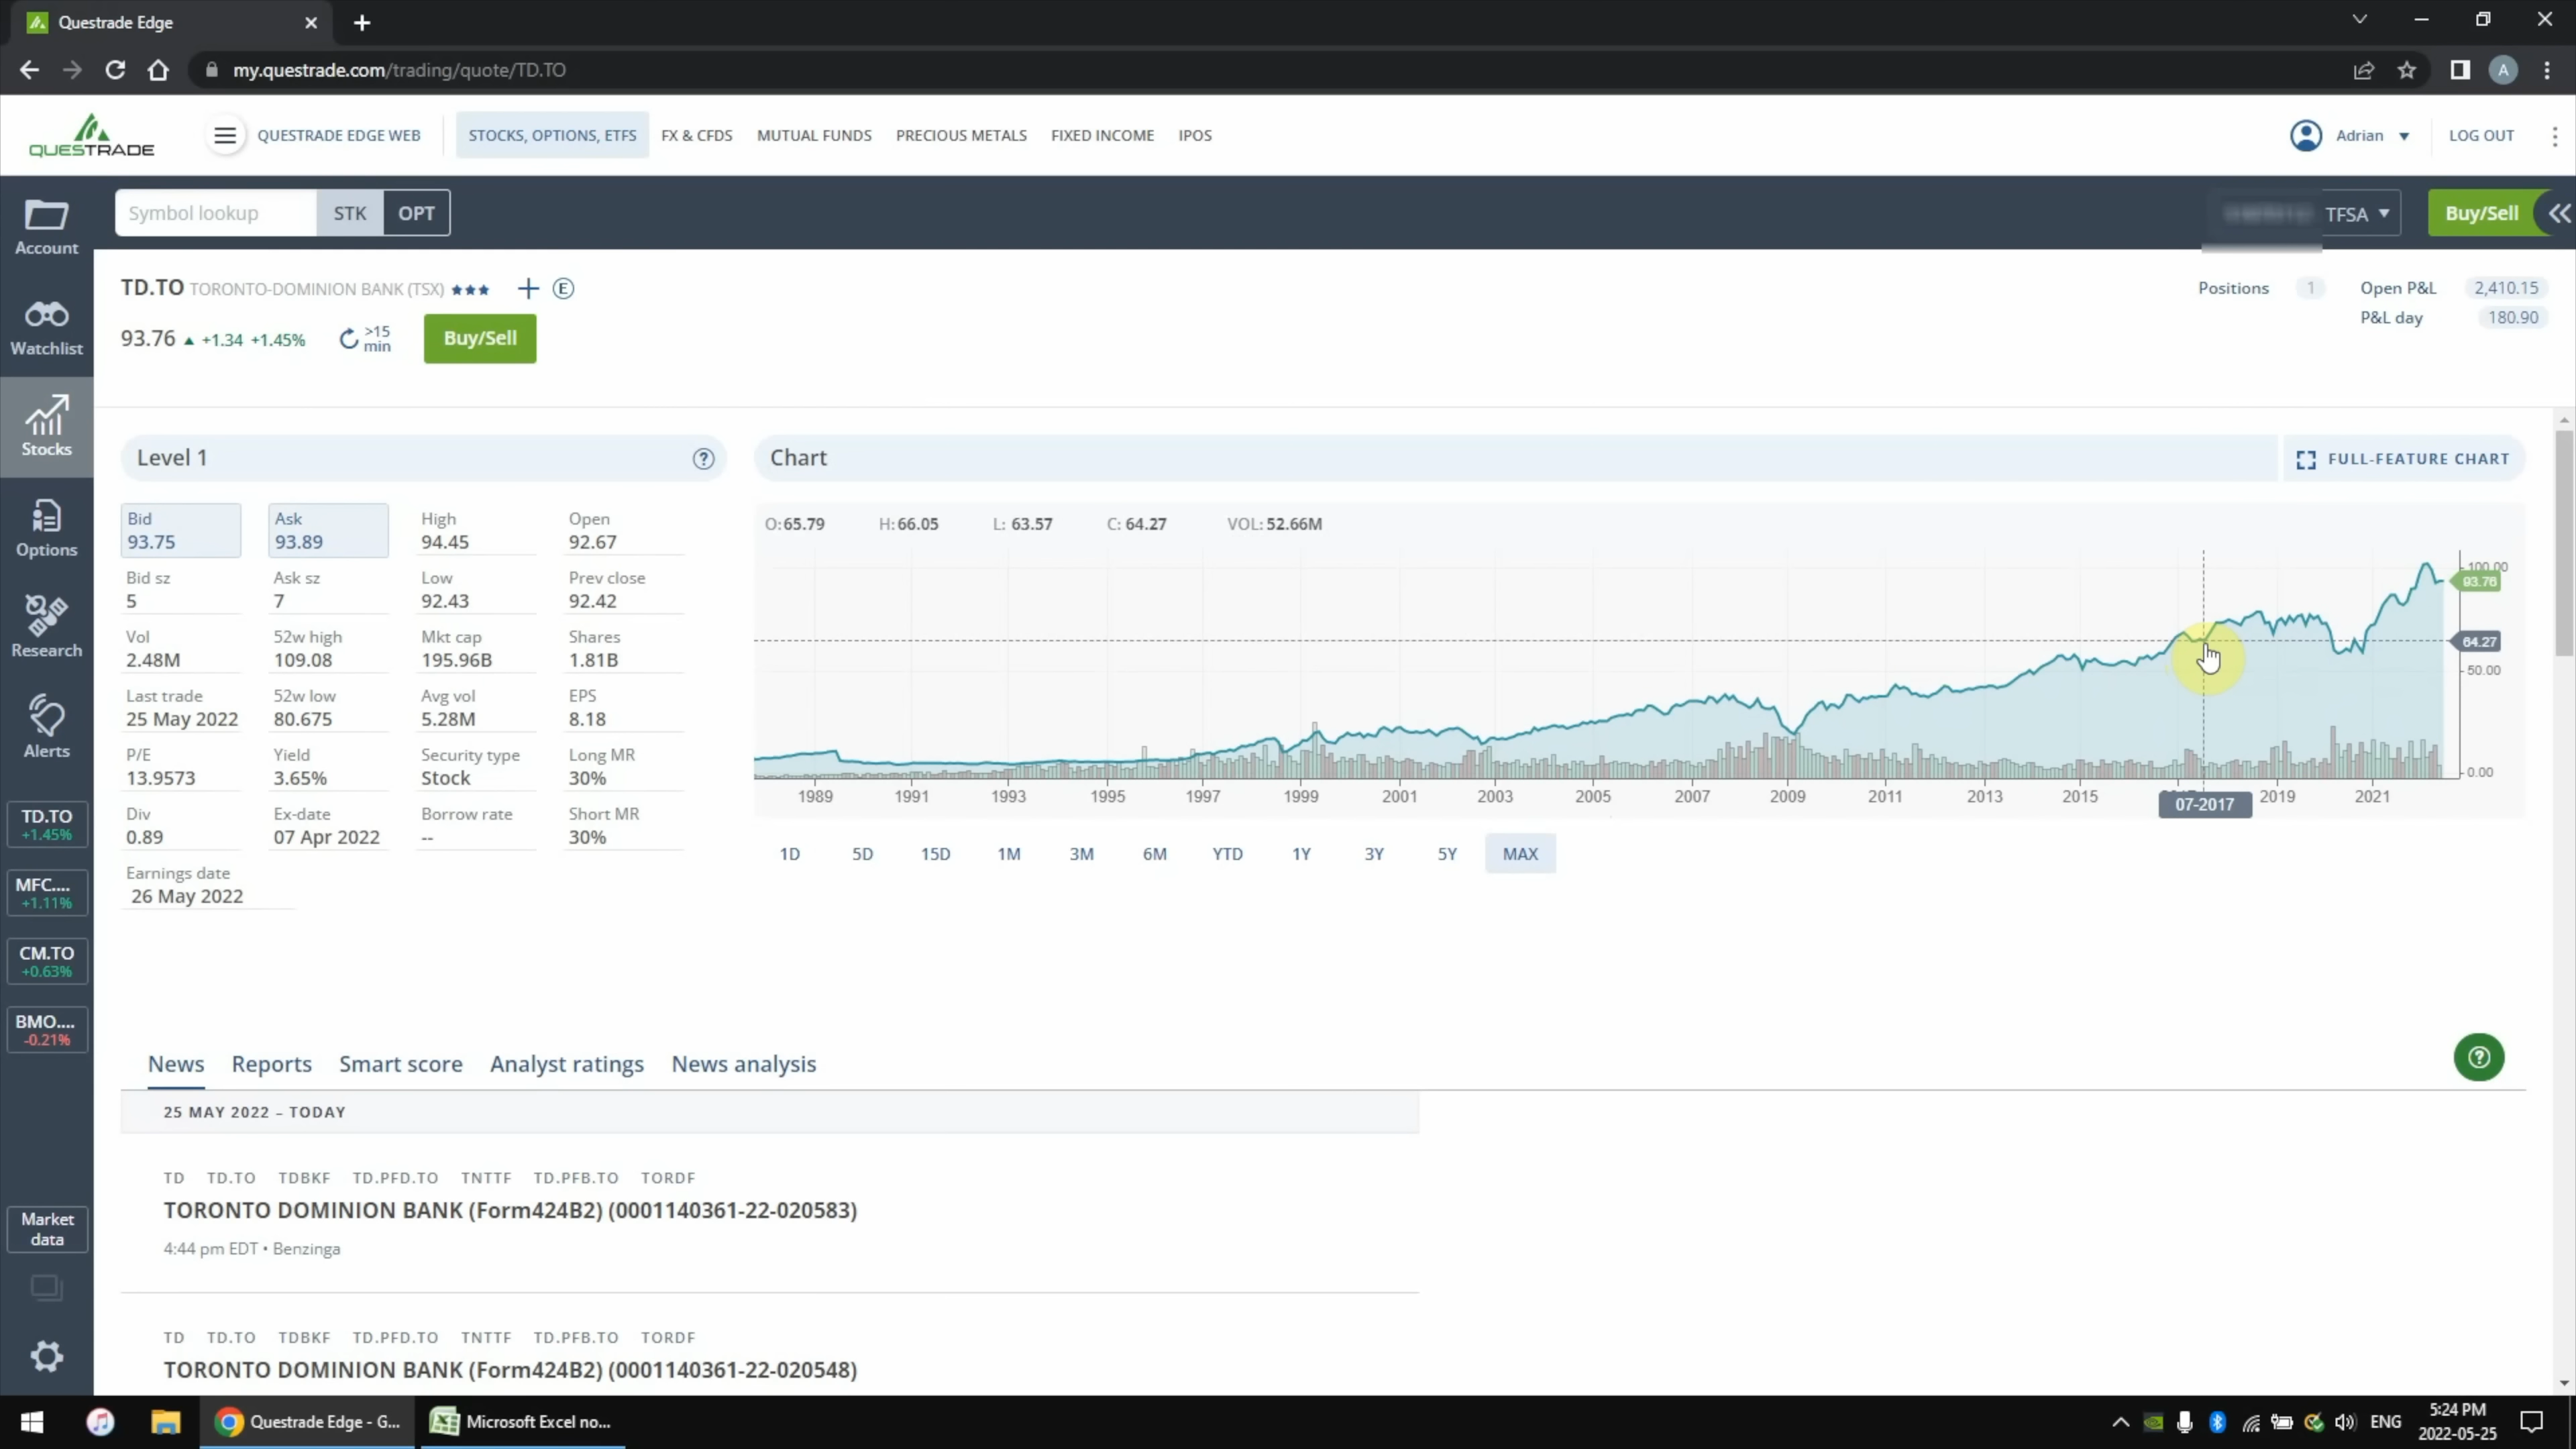 Questrade Edge
my.questrade.com/trading/quote/TD.TO
A
QUESTRADE
QUESTRADE EDGE WEB
STOCKS, OPTIONS, ETFS
FX & CFDS
MUTUAL FUNDS
PRECIOUS METALS
FIXED INCOME
IPOS
Adrian
LOG OUT
Symbol lookup
STK
OPT
TFSA
Buy/Sell
Account
Watchlist
Stocks
Options
Research
Alerts
TD.TO
+1.45%
MFC....
+1.11%
CM.TO
+0.63%
BMO....
-0.21%
Market
data
TD.TO TORONTO-DOMINION BANK (TSX)
E
93.76 +1.34 +1.45%
>15
min
Buy/Sell
Positions 1
Open P&L 2,410.15
P&L day 180.90
Level 1
?
Bid Ask High Open
93.75 93.89 94.45 92.67
Bid sz Ask sz Low Prev close
5 7 92.43 92.42
Vol 52w high Mkt cap Shares
2.48M 109.08 195.96B 1.81B
Last trade 52w low Avg vol EPS
25 May 2022 80.675 5.28M 8.18
P/E Yield Security type Long MR
13.9573 3.65% Stock 30%
Div Ex-date Borrow rate Short MR
0.89 07 Apr 2022 -- 30%
Earnings date
26 May 2022
Chart
FULL-FEATURE CHART
O:65.79 H:66.05 L: 63.57 C: 64.27 VOL: 52.66M
100.00
93.76
64.27
50.00
0.00
1989 1991 1993 1995 1997 1999 2001 2003 2005 2007 2009 2011 2013 2015 07-2017 2019 2021
1D 5D 15D 1M 3M 6M YTD 1Y 3Y 5Y MAX
News Reports Smart score Analyst ratings News analysis
?
25 MAY 2022 – TODAY
TD TD.TO TDBKF TD.PFD.TO TNTTF TD.PFB.TO TORDF
TORONTO DOMINION BANK (Form424B2) (0001140361-22-020583)
4:44 pm EDT • Benzinga
TD TD.TO TDBKF TD.PFD.TO TNTTF TD.PFB.TO TORDF
TORONTO DOMINION BANK (Form424B2) (0001140361-22-020548)
Questrade Edge - G...
Microsoft Excel no...
ENG
5:24 PM
2022-05-25